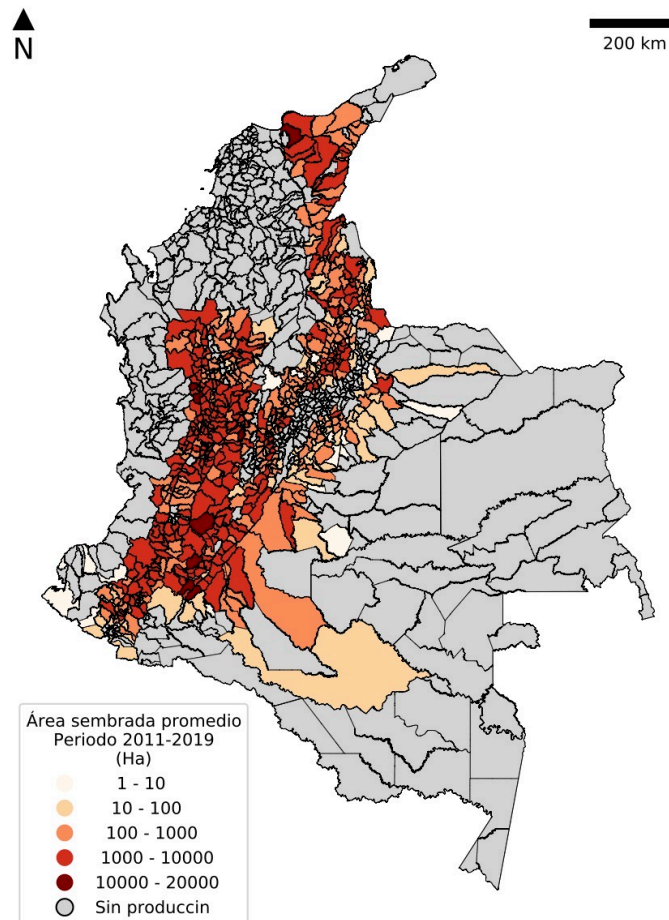 N
200 km
Área sembrada promedio
Periodo 2011-2019
(Ha)
1 - 10
10 - 100
100 - 1000
1000 - 10000
10000 - 20000
Sin produccin